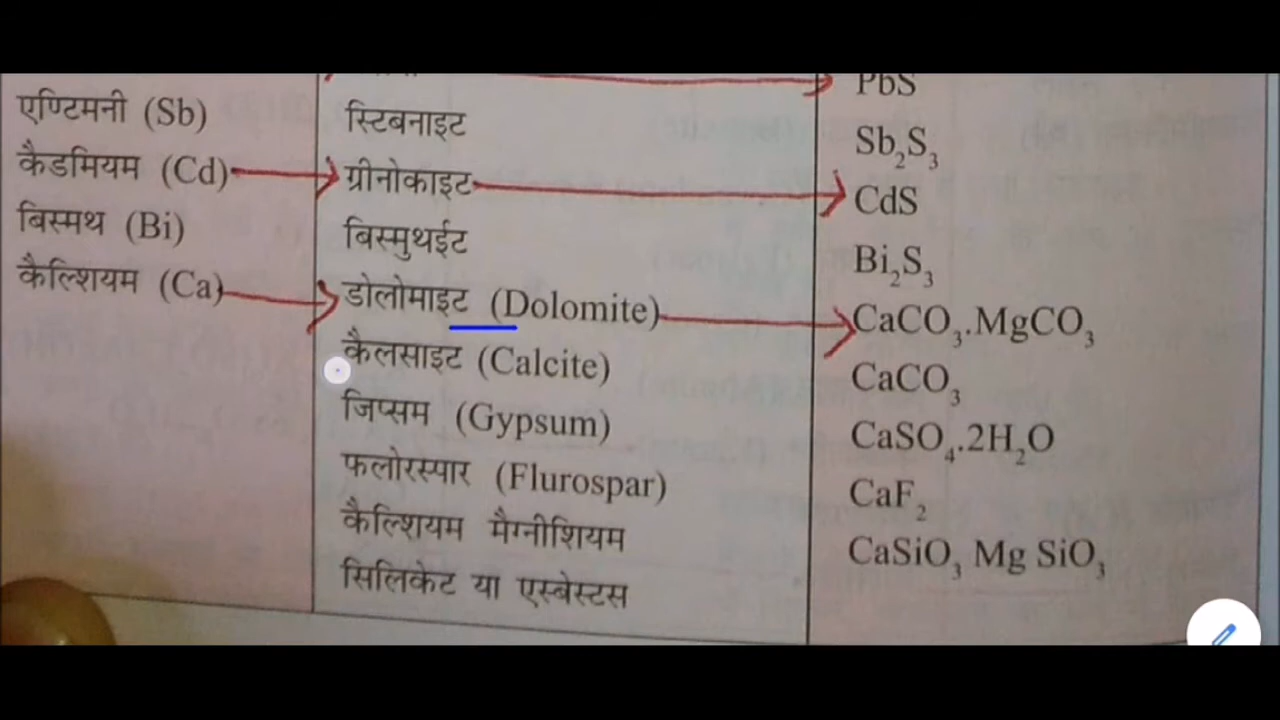 PbS
एण्टिमनी (Sb) स्टिबनाइट Sb₂S₃
कैडमियम (Cd) ग्रीनोकाइट CdS
बिस्मथ (Bi) बिस्मुथईट Bi₂S₃
कैल्शियम (Ca) डोलोमाइट (Dolomite) CaCO₃.MgCO₃
कैलसाइट (Calcite) CaCO₃
जिप्सम (Gypsum) CaSO₄.2H₂O
फलोरस्पार (Flurospar) CaF₂
कैल्शियम मैग्नीशियम CaSiO₃ Mg SiO₃
सिलिकेट या एस्बेस्टस